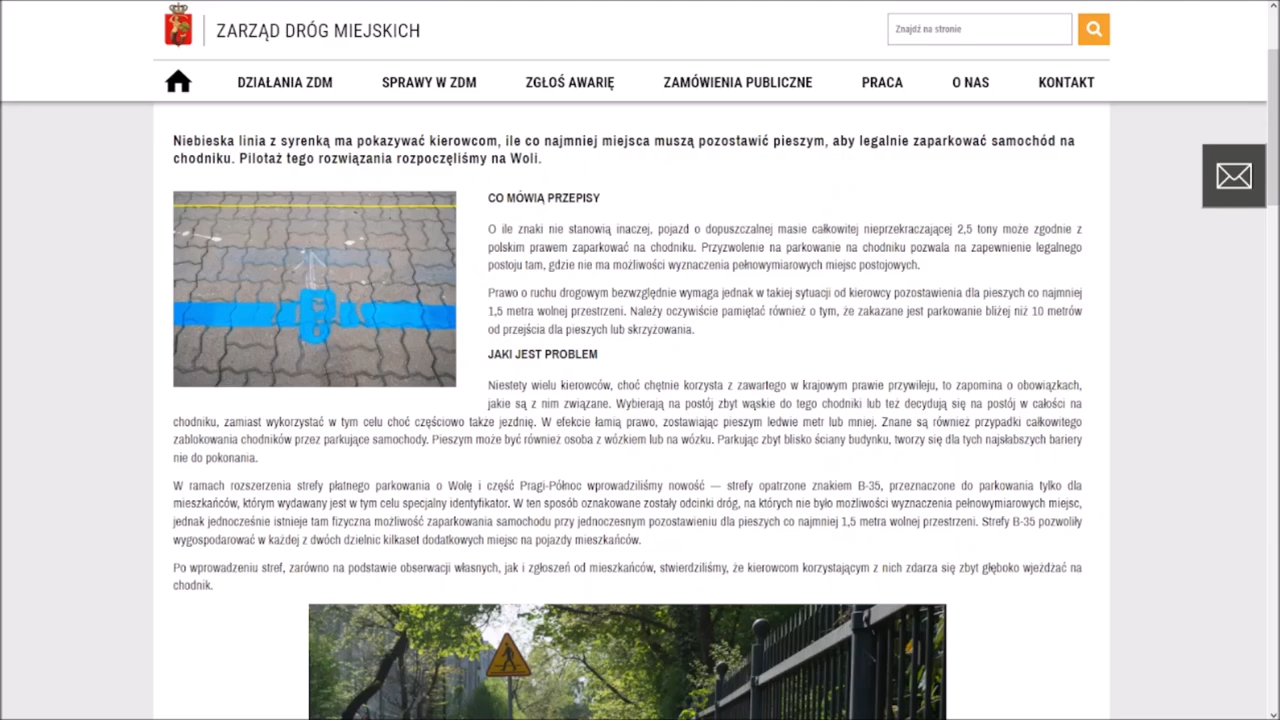 ZARZĄD DRÓG MIEJSKICH
Znajdź na stronie
DZIAŁANIA ZDM SPRAWY W ZDM ZGŁOŚ AWARIĘ ZAMÓWIENIA PUBLICZNE PRACA O NAS KONTAKT
Niebieska linia z syrenką ma pokazywać kierowcom, ile co najmniej miejsca muszą pozostawić pieszym, aby legalnie zaparkować samochód na
chodniku. Pilotaż tego rozwiązania rozpoczęliśmy na Woli.
CO MÓWIĄ PRZEPISY
O ile znaki nie stanowią inaczej, pojazd o dopuszczalnej masie całkowitej nieprzekraczającej 2,5 tony może zgodnie z
polskim prawem zaparkować na chodniku. Przyzwolenie na parkowanie na chodniku pozwala na zapewnienie legalnego
postoju tam, gdzie nie ma możliwości wyznaczenia pełnowymiarowych miejsc postojowych.
Prawo o ruchu drogowym bezwzględnie wymaga jednak w takiej sytuacji od kierowcy pozostawienia dla pieszych co najmniej
1,5 metra wolnej przestrzeni. Należy oczywiście pamiętać również o tym, że zakazane jest parkowanie bliżej niż 10 metrów
od przejścia dla pieszych lub skrzyżowania.
JAKI JEST PROBLEM
Niestety wielu kierowców, choć chętnie korzysta z zawartego w krajowym prawie przywileju, to zapomina o obowiązkach,
jakie są z nim związane. Wybierają na postój zbyt wąskie do tego chodniki lub też decydują się na postój w całości na
chodniku, zamiast wykorzystać w tym celu choć częściowo także jezdnię. W efekcie łamią prawo, zostawiając pieszym ledwie metr lub mniej. Znane są również przypadki całkowitego
zablokowania chodników przez parkujące samochody. Pieszym może być również osoba z wózkiem lub na wózku. Parkując zbyt blisko ściany budynku, tworzy się dla tych najsłabszych bariery
nie do pokonania.
W ramach rozszerzenia strefy płatnego parkowania o Wolę i część Pragi-Północ wprowadziliśmy nowość — strefy opatrzone znakiem B-35, przeznaczone do parkowania tylko dla
mieszkańców, którym wydawany jest w tym celu specjalny identyfikator. W ten sposób oznakowane zostały odcinki dróg, na których nie było możliwości wyznaczenia pełnowymiarowych miejsc,
jednak jednocześnie istnieje tam fizyczna możliwość zaparkowania samochodu przy jednoczesnym pozostawieniu dla pieszych co najmniej 1,5 metra wolnej przestrzeni. Strefy B-35 pozwoliły
wygospodarować w każdej z dwóch dzielnic kilkaset dodatkowych miejsc na pojazdy mieszkańców.
Po wprowadzeniu stref, zarówno na podstawie obserwacji własnych, jak i zgłoszeń od mieszkańców, stwierdziliśmy, że kierowcom korzystającym z nich zdarza się zbyt głęboko wjeżdżać na
chodnik.